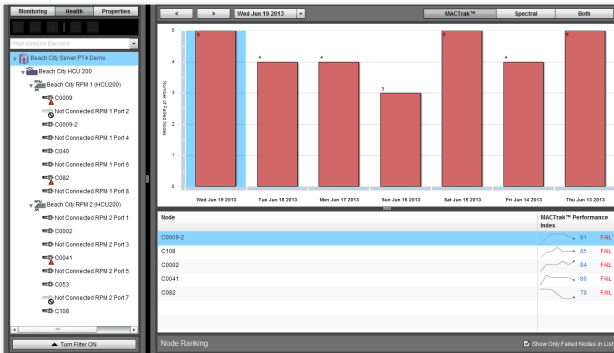 Monitoring Health Properties
Find Network Element
Beach City Server PT4 Demo
Beach City HCU 200
Beach City RPM 1 (HCU200)
C0009
Not Connected RPM 1 Port 2
C0009-2
Not Connected RPM 1 Port 4
C040
Not Connected RPM 1 Port 6
C082
Not Connected RPM 1 Port 8
Beach City RPM 2 (HCU200)
Not Connected RPM 2 Port 1
C0002
Not Connected RPM 2 Port 3
C0041
Not Connected RPM 2 Port 5
C053
Not Connected RPM 2 Port 7
C108
Turn Filter ON
< > Wed Jun 19 2013 MACTrak™ Spectral Both
Number of Failed Nodes
5
4
3
2
1
0
5 4 4 3 5 4 5
Wed Jun 19 2013 Tue Jun 18 2013 Mon Jun 17 2013 Sun Jun 16 2013 Sat Jun 15 2013 Fri Jun 14 2013 Thu Jun 13 2013
Node MACTrak™ Performance Index
C0009-2 81 FAIL
C108 85 FAIL
C0002 84 FAIL
C0041 86 FAIL
C082 79 FAIL
Node Ranking Show Only Failed Nodes in List